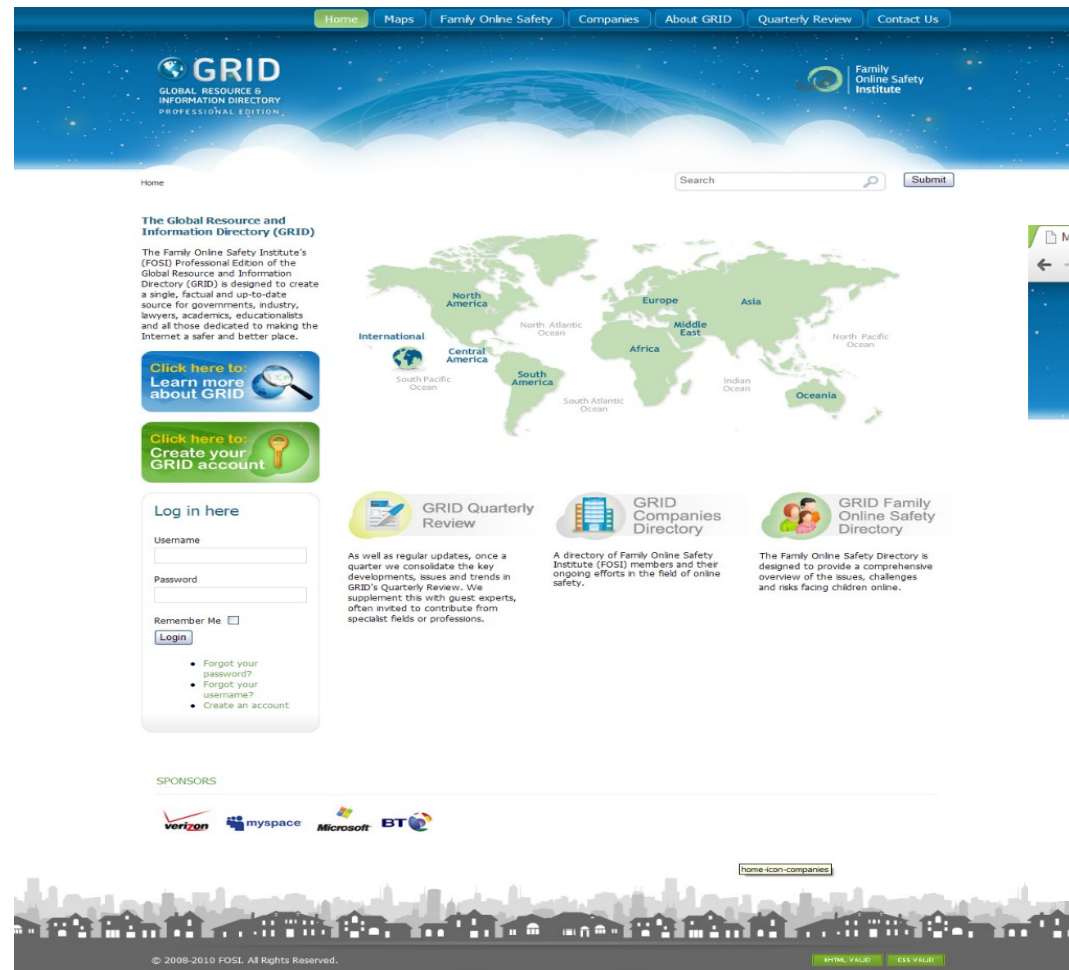 Home Maps Family Online Safety Companies About GRID Quarterly Review Contact Us
GRID
GLOBAL RESOURCE &
INFORMATION DIRECTORY
PROFESSIONAL EDITION
Family
Online Safety
Institute
Home
Search
Submit
The Global Resource and
Information Directory (GRID)
The Family Online Safety Institute's
(FOSI) Professional Edition of the
Global Resource and Information
Directory (GRID) is designed to create
a single, factual and up-to-date
source for governments, industry,
lawyers, academics, educationalists
and all those dedicated to making the
Internet a safer and better place.
Click here to:
Learn more
about GRID
Click here to:
Create your
GRID account
North
America
Europe
Asia
North Atlantic
Ocean
Middle
East
International
North Pacific
Ocean
Central
America
Africa
South Pacific
Ocean
South
America
Indian
Ocean
Oceania
South Atlantic
Ocean
Log in here
Username
Password
Remember Me
Login
Forgot your
password?
Forgot your
username?
Create an account
GRID Quarterly
Review
As well as regular updates, once a
quarter we consolidate the key
developments, issues and trends in
GRID's Quarterly Review. We
supplement this with guest experts,
often invited to contribute from
specialist fields or professions.
GRID
Companies
Directory
A directory of Family Online Safety
Institute (FOSI) members and their
ongoing efforts in the field of online
safety.
GRID Family
Online Safety
Directory
The Family Online Safety Directory is
designed to provide a comprehensive
overview of the issues, challenges
and risks facing children online.
SPONSORS
verizon myspace Microsoft BT
home-icon-companies
© 2008-2010 FOSI. All Rights Reserved.
XHTML VALID CSS VALID